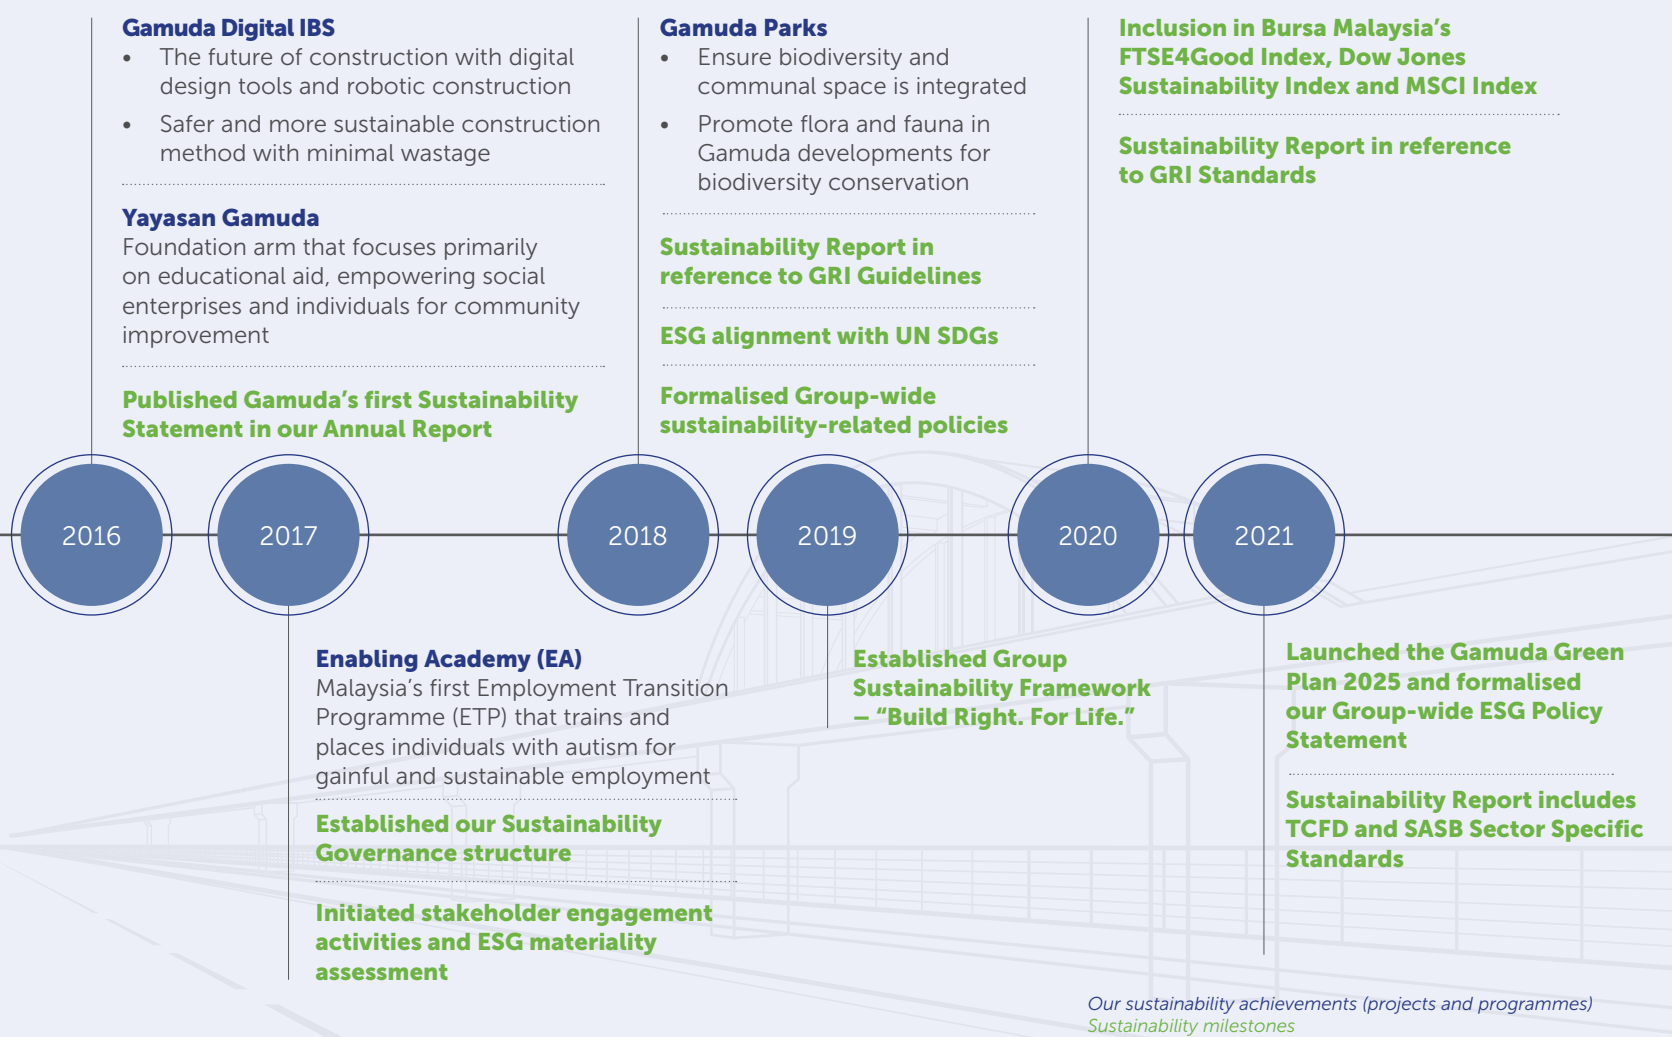 Gamuda Digital IBS
• The future of construction with digital
design tools and robotic construction
• Safer and more sustainable construction
method with minimal wastage
Yayasan Gamuda
Foundation arm that focuses primarily
on educational aid, empowering social
enterprises and individuals for community
improvement
Published Gamuda’s first Sustainability
Statement in our Annual Report
Gamuda Parks
• Ensure biodiversity and
communal space is integrated
• Promote flora and fauna in
Gamuda developments for
biodiversity conservation
Sustainability Report in
reference to GRI Guidelines
ESG alignment with UN SDGs
Formalised Group-wide
sustainability-related policies
Inclusion in Bursa Malaysia’s
FTSE4Good Index, Dow Jones
Sustainability Index and MSCI Index
Sustainability Report in reference
to GRI Standards
2016
2017
2018
2019
2020
2021
Enabling Academy (EA)
Malaysia’s first Employment Transition
Programme (ETP) that trains and
places individuals with autism for
gainful and sustainable employment
Established our Sustainability
Governance structure
Initiated stakeholder engagement
activities and ESG materiality
assessment
Established Group
Sustainability Framework
– “Build Right. For Life.”
Launched the Gamuda Green
Plan 2025 and formalised
our Group-wide ESG Policy
Statement
Sustainability Report includes
TCFD and SASB Sector Specific
Standards
Our sustainability achievements (projects and programmes)
Sustainability milestones